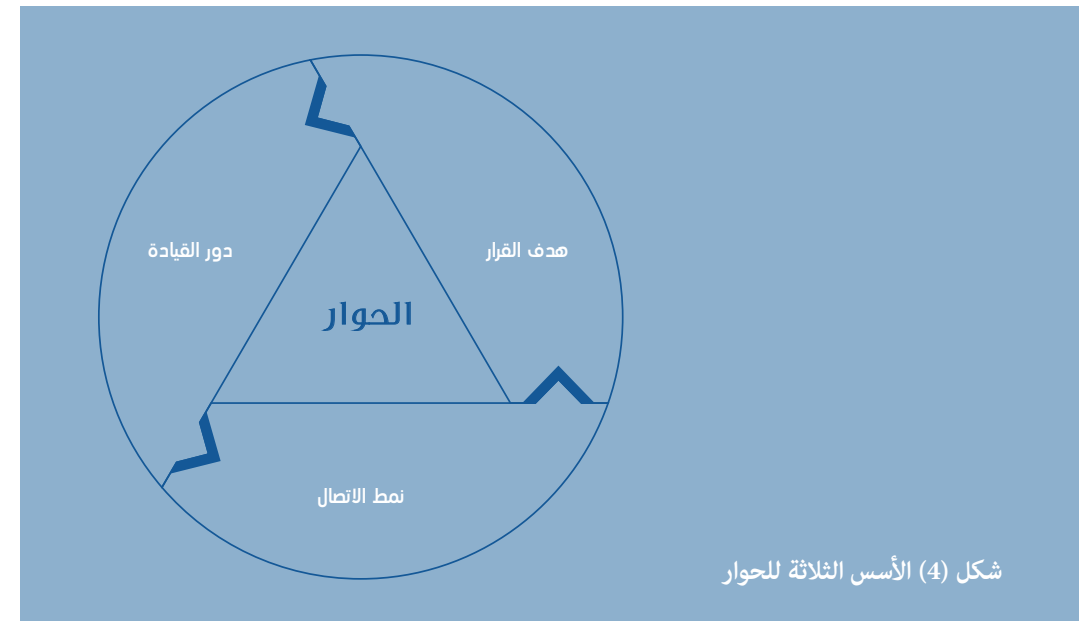 هدف القرار
دور القيادة
الحوار
نمط الاتصال
شكل (4) الأسس الثلاثة للحوار